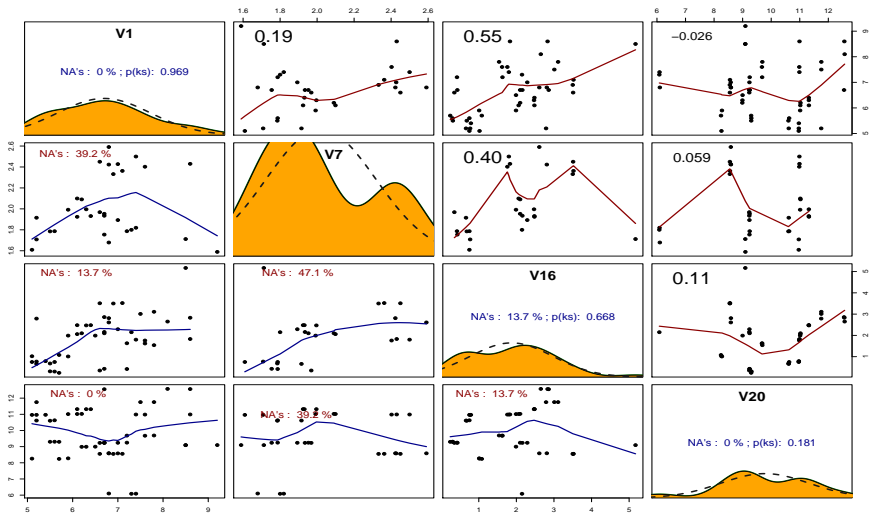 1.6 1.8 2.0 2.2 2.4 2.6
6 7 8 9 10 11 12
V1
NA's : 0 % ; p(ks): 0.969
0.19
0.55
−0.026
5 6 7 8 9
1.6 1.8 2.0 2.2 2.4 2.6
NA's : 39.2 %
V7
0.40
0.059
NA's : 13.7 %
NA's : 47.1 %
V16
NA's : 13.7 % ; p(ks): 0.668
0.11
1 2 3 4 5
6 7 8 9 10 11 12
NA's : 0 %
NA's : 39.2 %
NA's : 13.7 %
V20
NA's : 0 % ; p(ks): 0.181
5 6 7 8 9
1 2 3 4 5